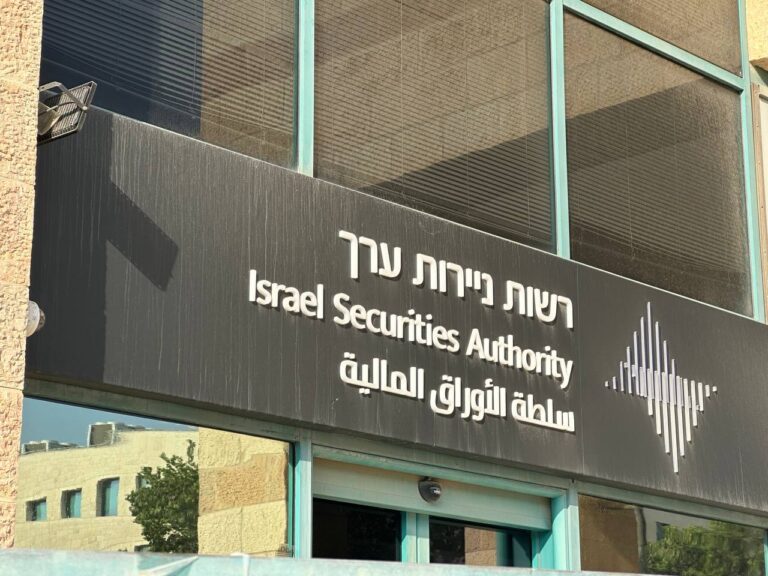 רשות ניירות ערך
Israel Securities Authority
سلطة الأوراق المالية